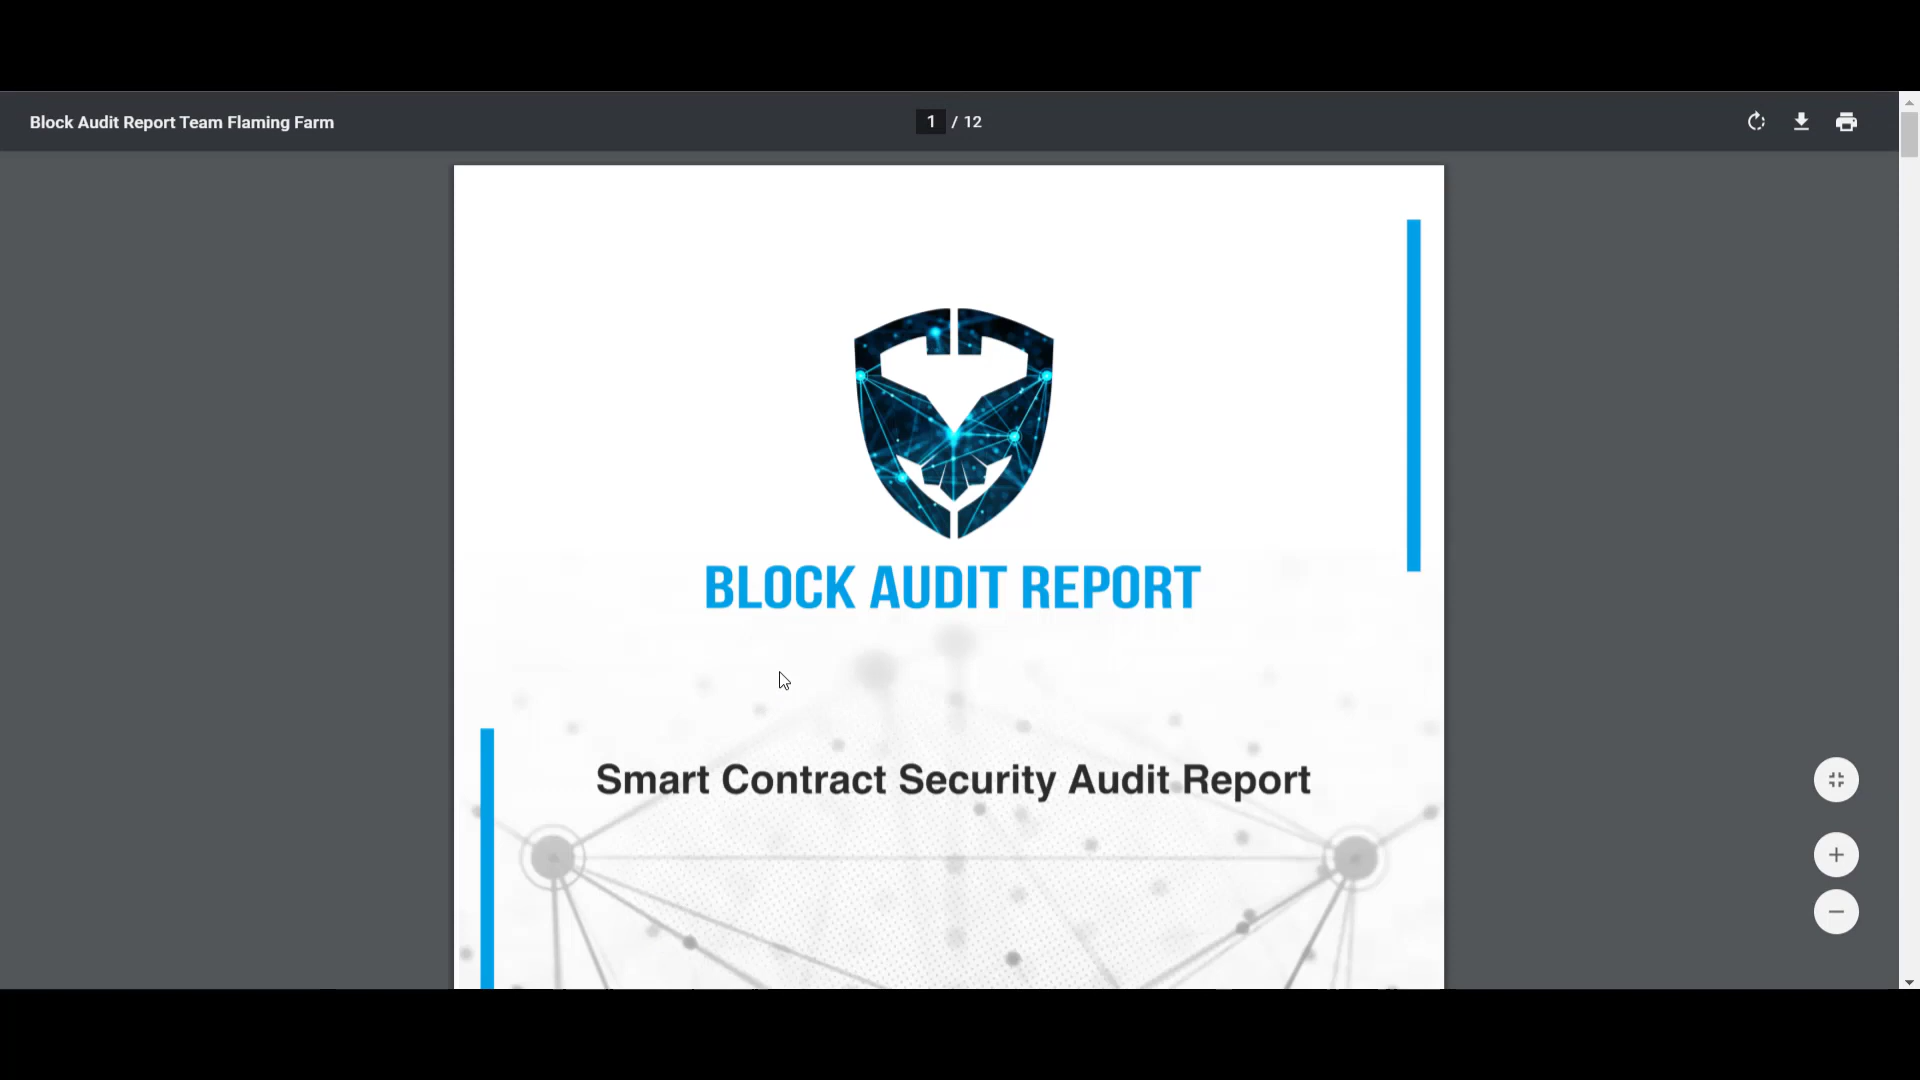 Block Audit Report Team Flaming Farm
1 / 12
BLOCK AUDIT REPORT
Smart Contract Security Audit Report